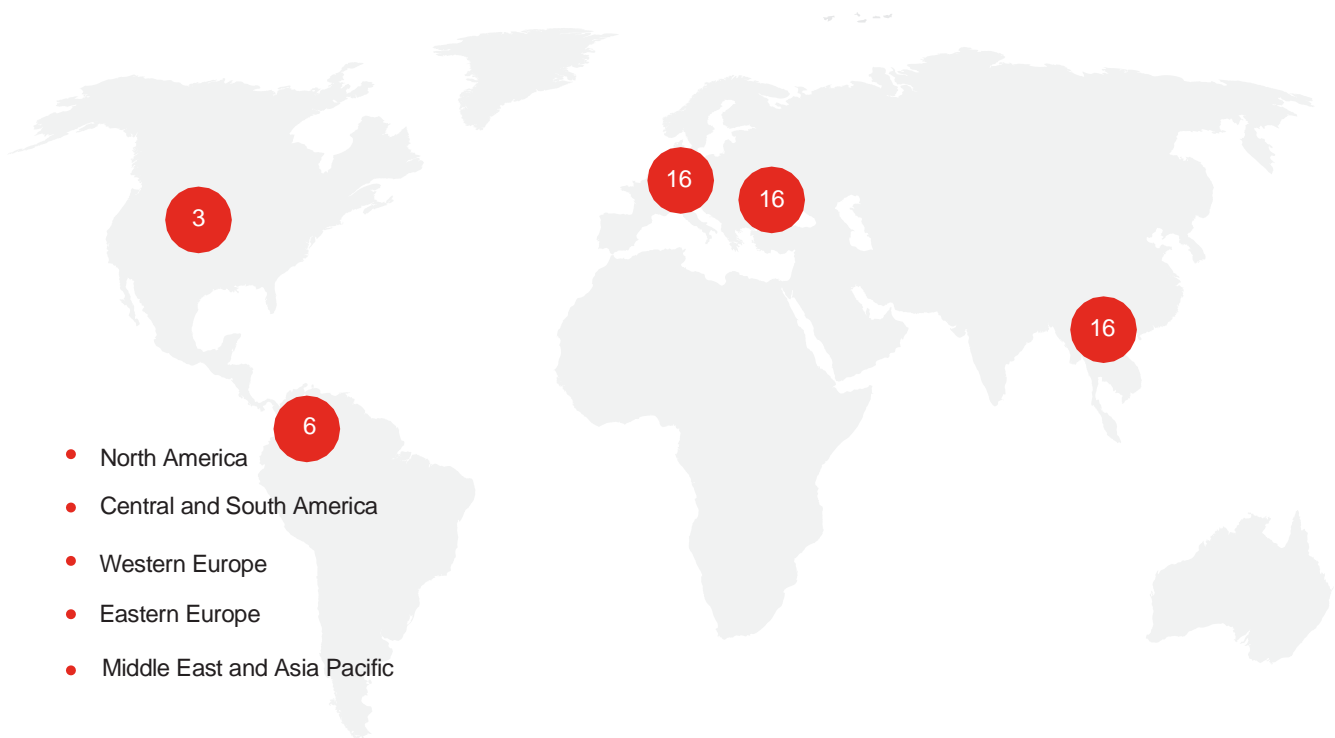 16
16
3
16
6
North America
Central and South America
Western Europe
Eastern Europe
Middle East and Asia Pacific